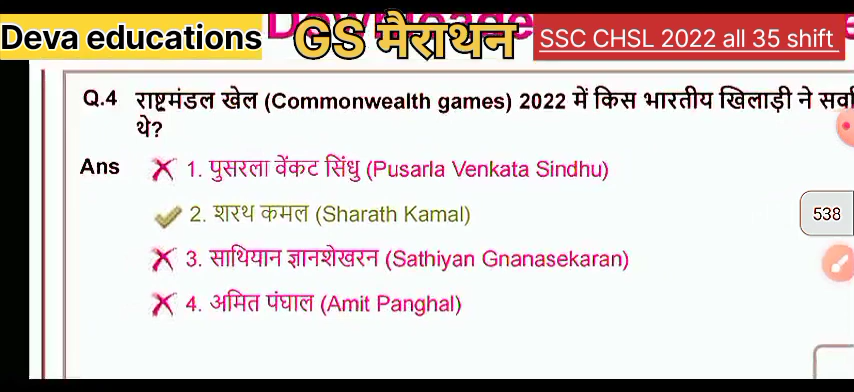 Deva educations
GS मैराथन
SSC CHSL 2022 all 35 shift
Q.4 राष्ट्रमंडल खेल (Commonwealth games) 2022 में किस भारतीय खिलाड़ी ने
थे?
Ans
1. पुसरला वेंकट सिंधु (Pusarla Venkata Sindhu)
2. शरथ कमल (Sharath Kamal)
538
3. साथियान ज्ञानशेखरन (Sathiyan Gnanasekaran)
4. अमित पंघाल (Amit Panghal)